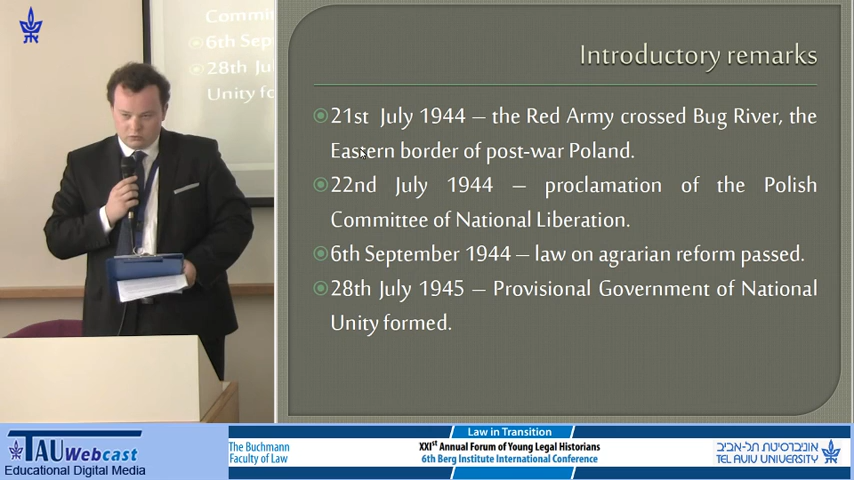 Commit
6th Sep
28th Ju
Unity fo
Introductory remarks
21st July 1944 – the Red Army crossed Bug River, the
Eastern border of post-war Poland.
22nd July 1944 – proclamation of the Polish
Committee of National Liberation.
6th September 1944 – law on agrarian reform passed.
28th July 1945 – Provisional Government of National
Unity formed.
TAU Webcast
Educational Digital Media
The Buchmann
Faculty of Law
Law in Transition
XXIst Annual Forum of Young Legal Historians
6th Berg Institute International Conference
אוניברסיטת תל-אביב
TEL AVIV UNIVERSITY